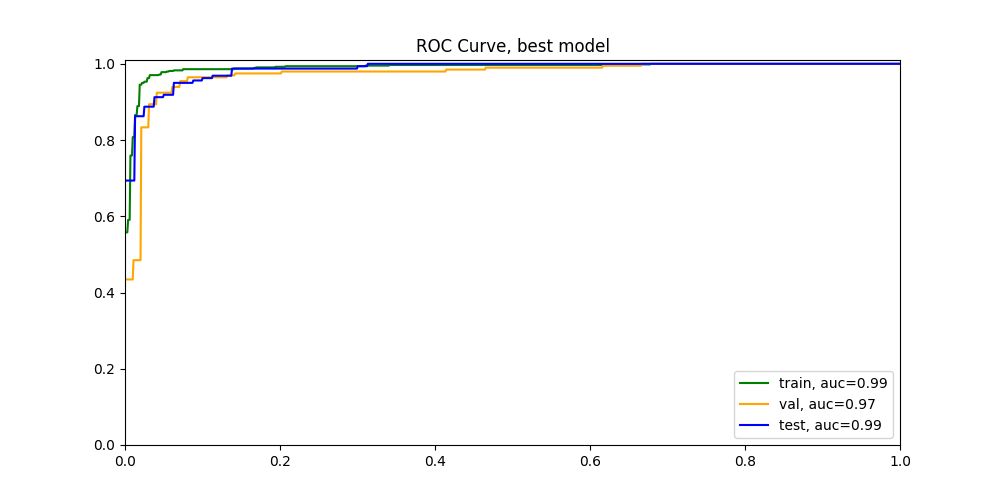 ROC Curve, best model
1.0
0.8
0.6
0.4
0.2
0.0
train, auc=0.99
val, auc=0.97
test, auc=0.99
0.0 0.2 0.4 0.6 0.8 1.0